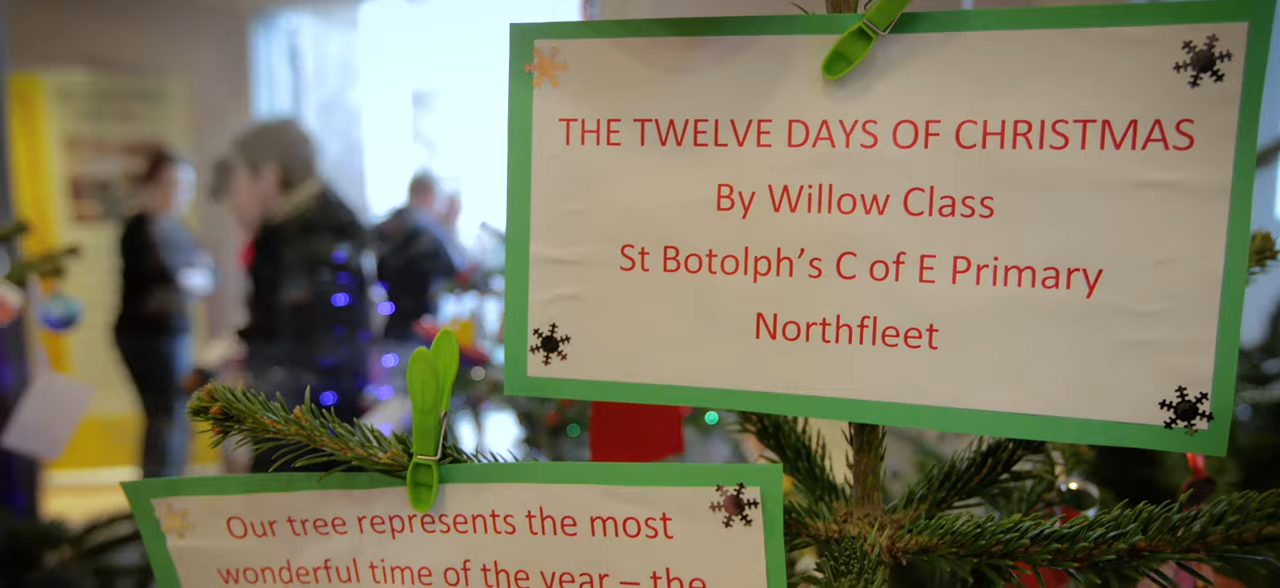 THE TWELVE DAYS OF CHRISTMAS
By Willow Class
St Botolph's C of E Primary
Northfleet
Our tree represents the most
wonderful time of the year – the